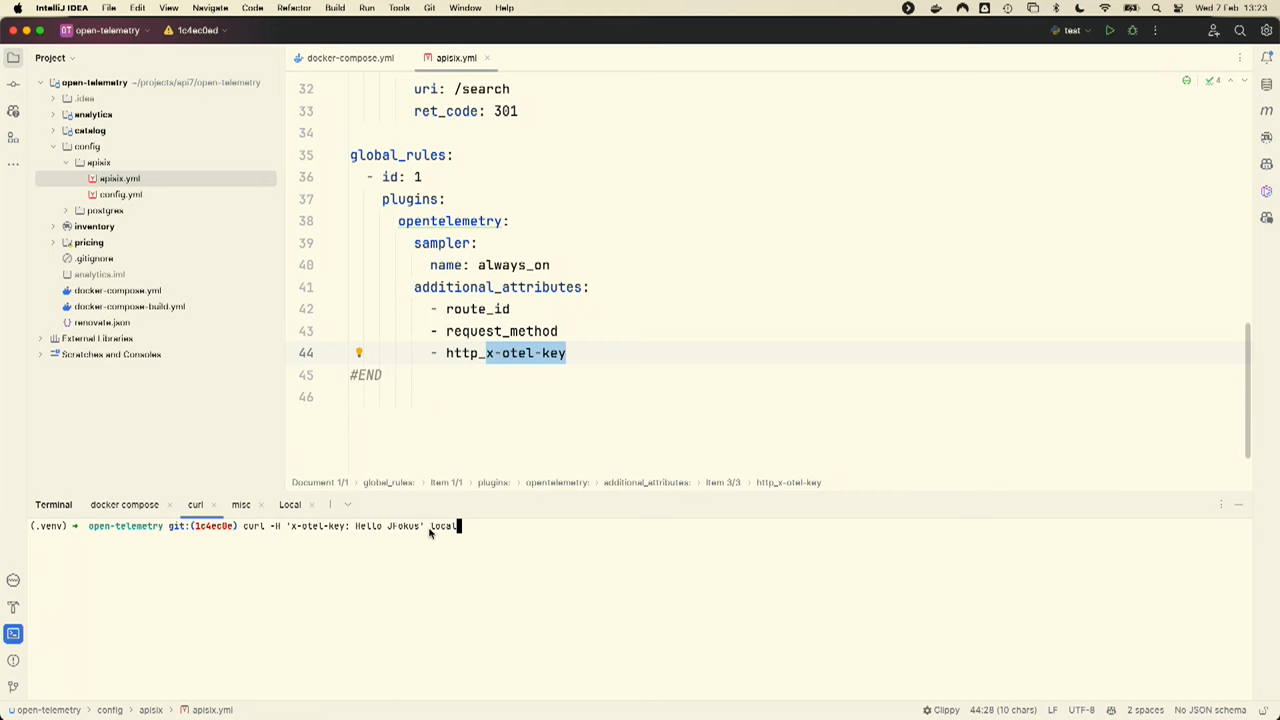 IntelliJ IDEA File Edit View Navigate Code Refactor Build Run Tools Git Window Help Wed 7 Feb 13:23
OT open-telemetry 1c4ec0ed test
Project
docker-compose.yml apisix.yml
open-telemetry ~/projects/api7/open-telemetry
.idea
analytics
catalog
config
apisix
apisix.yml
config.yml
postgres
inventory
pricing
.gitignore
analytics.iml
docker-compose.yml
docker-compose-build.yml
renovate.json
External Libraries
Scratches and Consoles
4
32 uri: /search
33 ret_code: 301
34
35 global_rules:
36 - id: 1
37 plugins:
38 opentelemetry:
39 sampler:
40 name: always_on
41 additional_attributes:
42 - route_id
43 - request_method
44 - http_x-otel-key
45 #END
46
Document 1/1 global_rules: Item 1/1 plugins: opentelemetry: additional_attributes: Item 3/3 http_x-otel-key
Terminal docker compose curl misc Local
(.venv) → open-telemetry git:(1c4ec0e) curl -H 'x-otel-key: Hello JFokus' local
open-telemetry config apisix apisix.yml Clippy 44:28 (10 chars) LF UTF-8 2 spaces No JSON schema